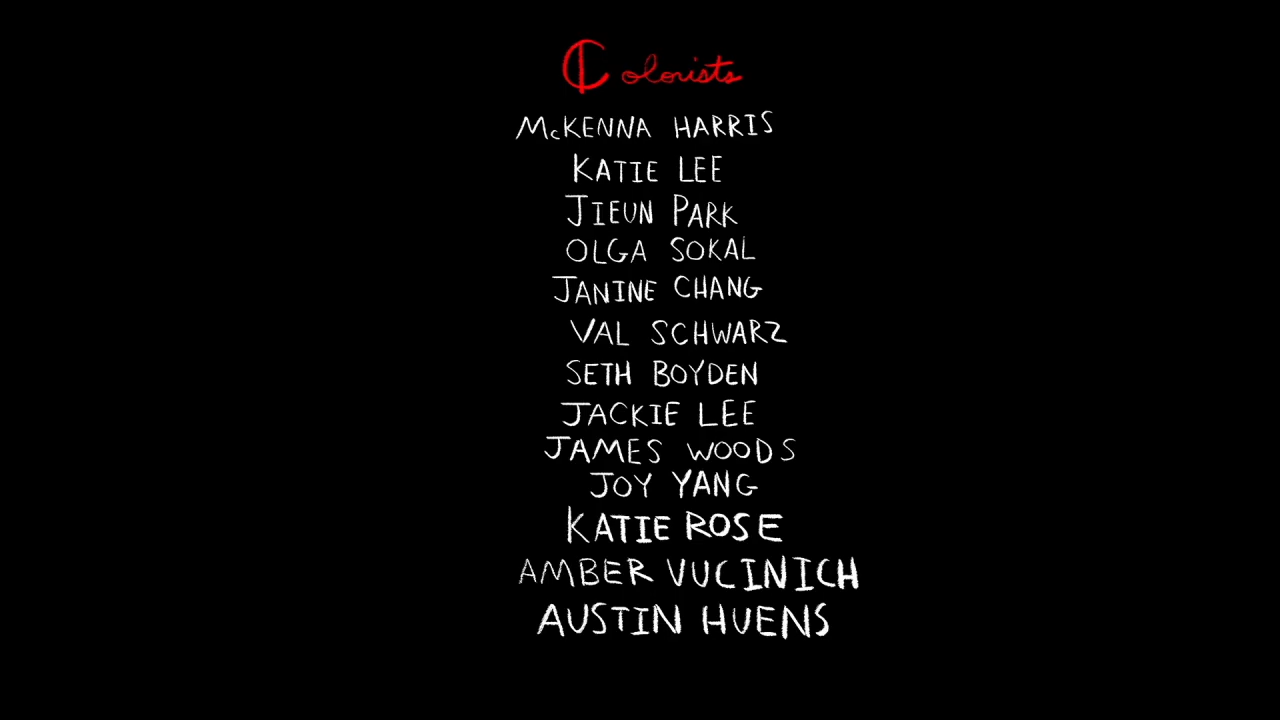 Colorists
McKENNA HARRIS
KATIE LEE
JIEUN PARK
OLGA SOKAL
JANINE CHANG
VAL SCHWARZ
SETH BOYDEN
JACKIE LEE
JAMES WOODS
JOY YANG
KATIE ROSE
AMBER VUCINICH
AUSTIN HUENS